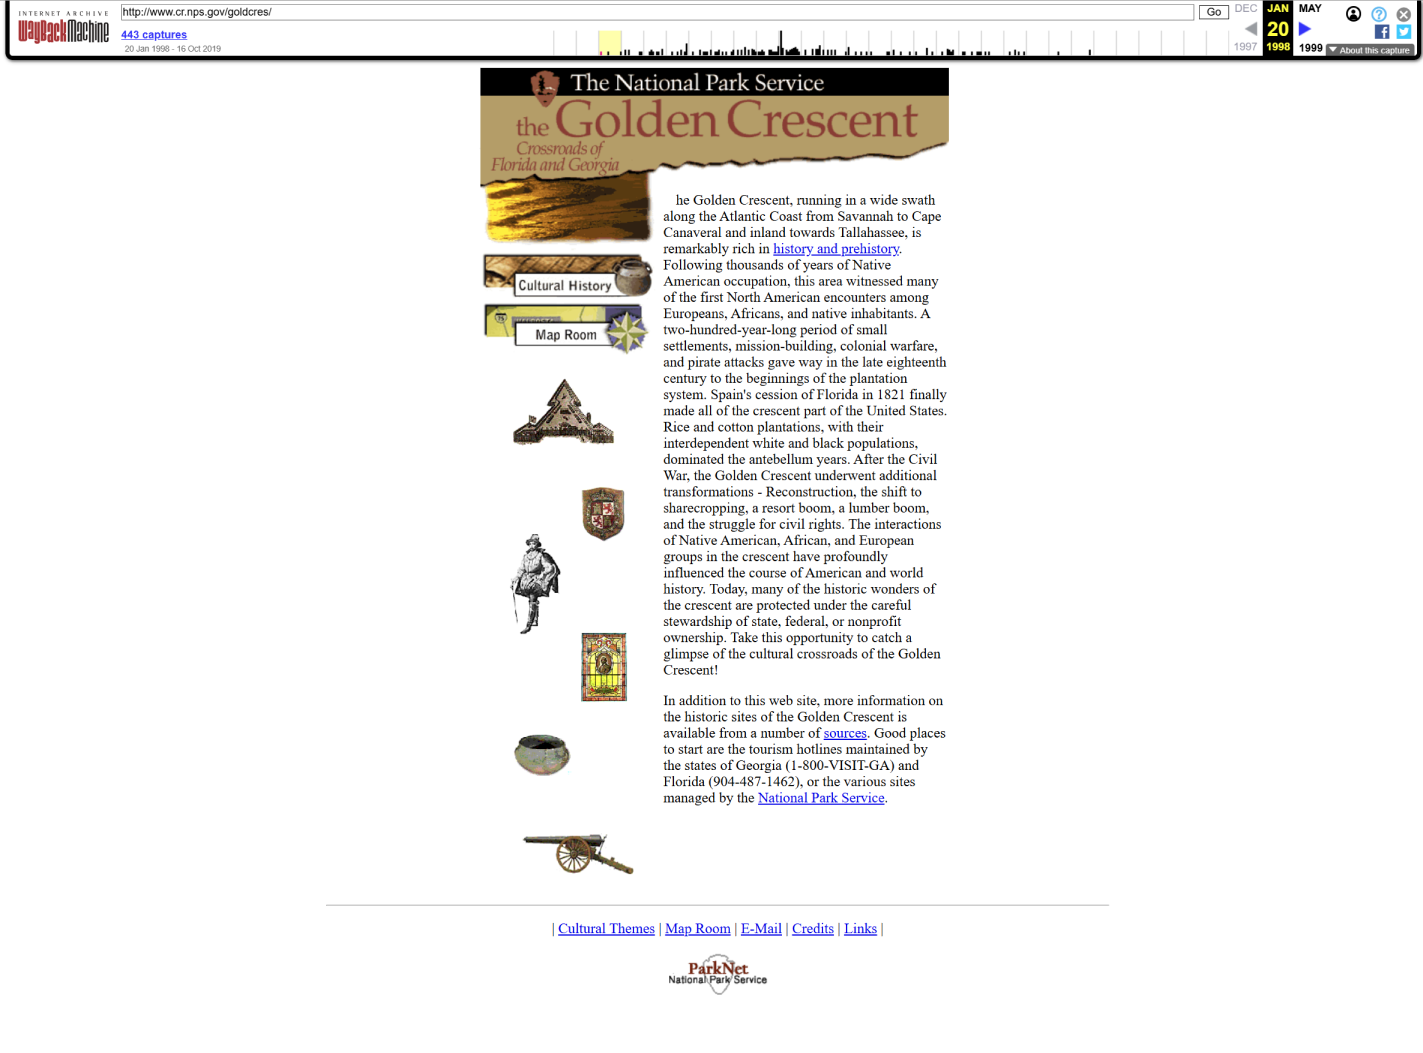 INTERNET ARCHIVE
WayBackMachine
http://www.cr.nps.gov/goldcres/
Go
443 captures
20 Jan 1998 - 16 Oct 2019
DEC
JAN
MAY
20
1997
1998
1999
About this capture
The National Park Service
the Golden Crescent
Crossroads of
Florida and Georgia
Cultural History
75
Map Room
he Golden Crescent, running in a wide swath
along the Atlantic Coast from Savannah to Cape
Canaveral and inland towards Tallahassee, is
remarkably rich in history and prehistory.
Following thousands of years of Native
American occupation, this area witnessed many
of the first North American encounters among
Europeans, Africans, and native inhabitants. A
two-hundred-year-long period of small
settlements, mission-building, colonial warfare,
and pirate attacks gave way in the late eighteenth
century to the beginnings of the plantation
system. Spain's cession of Florida in 1821 finally
made all of the crescent part of the United States.
Rice and cotton plantations, with their
interdependent white and black populations,
dominated the antebellum years. After the Civil
War, the Golden Crescent underwent additional
transformations - Reconstruction, the shift to
sharecropping, a resort boom, a lumber boom,
and the struggle for civil rights. The interactions
of Native American, African, and European
groups in the crescent have profoundly
influenced the course of American and world
history. Today, many of the historic wonders of
the crescent are protected under the careful
stewardship of state, federal, or nonprofit
ownership. Take this opportunity to catch a
glimpse of the cultural crossroads of the Golden
Crescent!
In addition to this web site, more information on
the historic sites of the Golden Crescent is
available from a number of sources. Good places
to start are the tourism hotlines maintained by
the states of Georgia (1-800-VISIT-GA) and
Florida (904-487-1462), or the various sites
managed by the National Park Service.
| Cultural Themes | Map Room | E-Mail | Credits | Links |
ParkNet
National Park Service